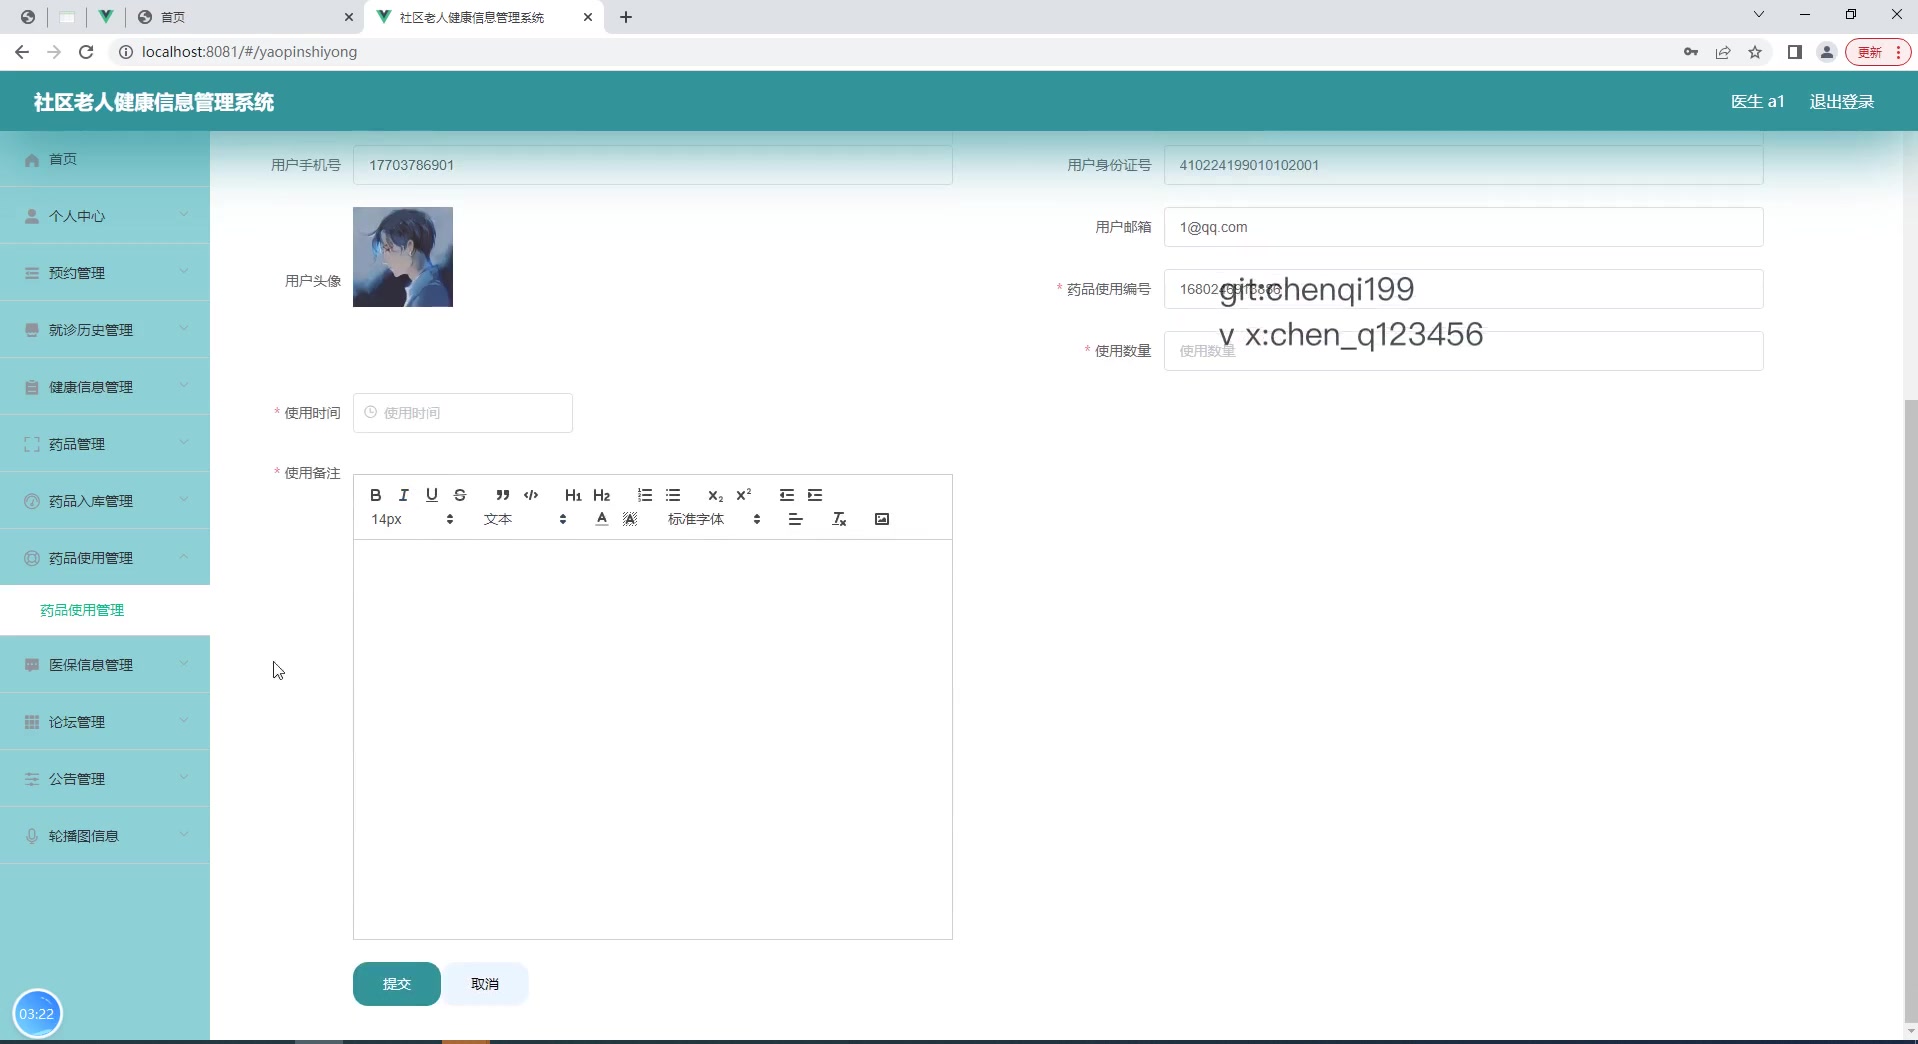 首页
社区老人健康信息管理系统
localhost:8081/#/yaopinshiyong
更新
社区老人健康信息管理系统
医生 a1
退出登录
首页
个人中心
预约管理
就诊历史管理
健康信息管理
药品管理
药品入库管理
药品使用管理
药品使用管理
医保信息管理
论坛管理
公告管理
轮播图信息
用户手机号
17703786901
用户身份证号
410224199010102001
用户头像
用户邮箱
1@qq.com
* 药品使用编号
git:chenqi199
v x:chen_q123456
* 使用数量
使用数量
* 使用时间
使用时间
* 使用备注
B I U S H1 H2 X2 X2
14px 文本 A A 标准字体
提交
取消
03:22